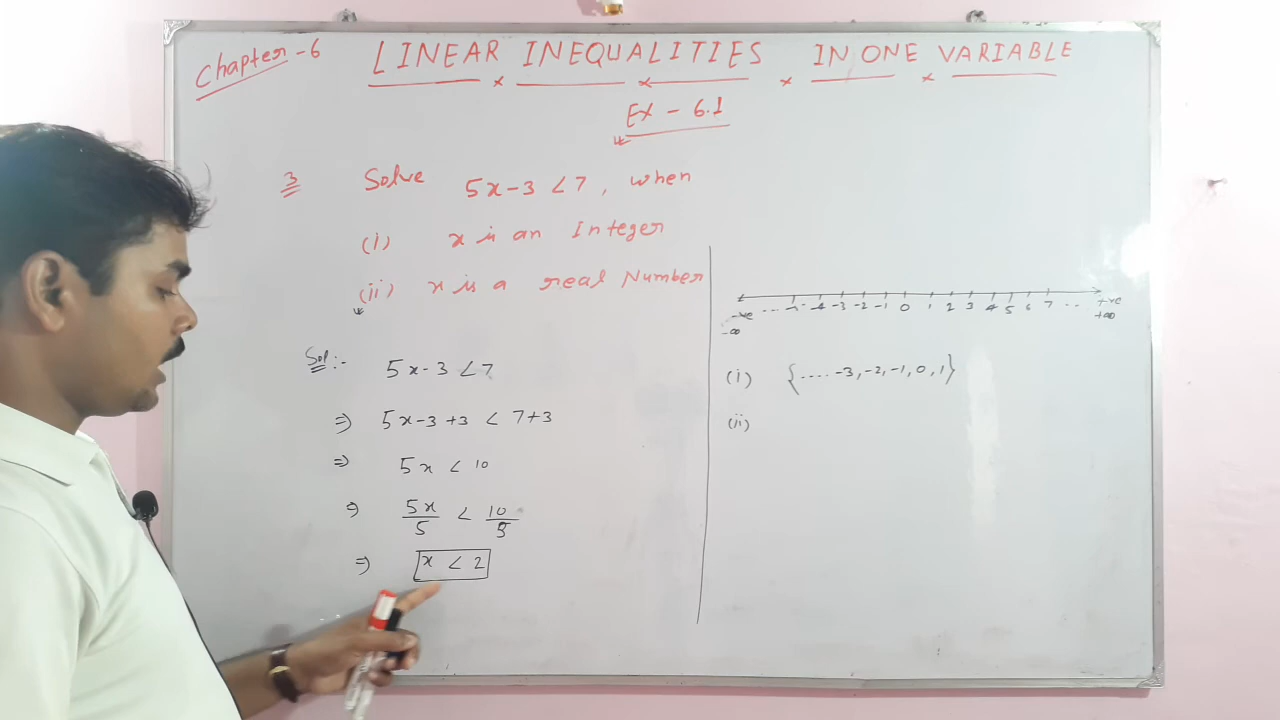 Chapter-6 LINEAR INEQUALITIES IN ONE VARIABLE
EX - 6.1
3 Solve 5x-3 < 7, when
(i) x is an Integer
(ii) x is a real Number
Sol:-
5x-3 < 7
⇒ 5x-3+3 < 7+3
⇒ 5x < 10
⇒ 5x/5 < 10/5
⇒ x < 2
-4 -3 -2 -1 0 1 2 3 4 5 6 7 ... +ve
-ve
-∞ +∞
(i) {.... -3, -2, -1, 0, 1}
(ii)